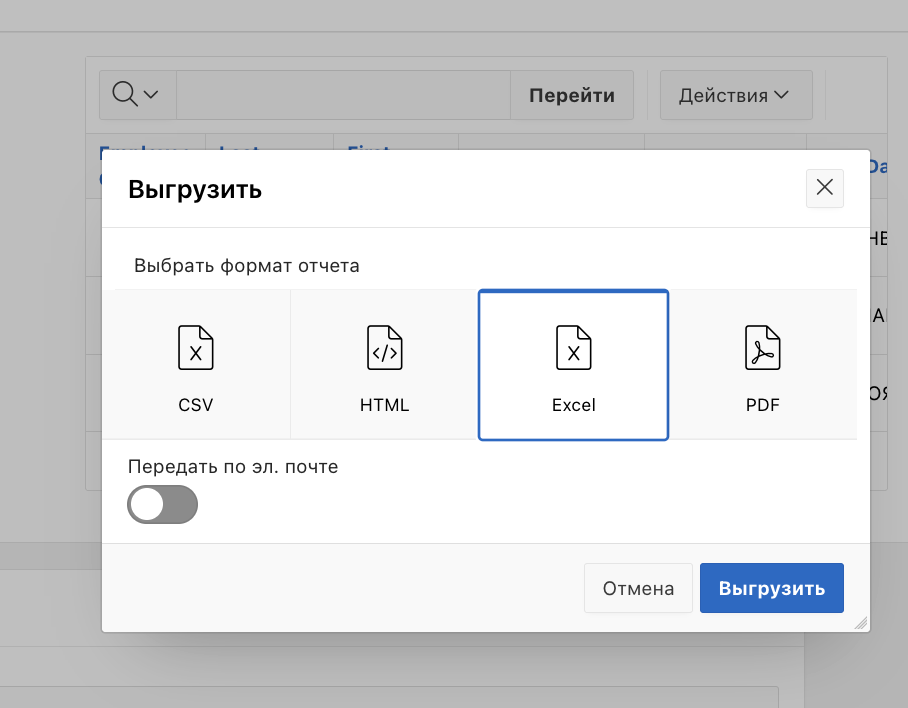 Перейти
Действия
Выгрузить
Выбрать формат отчета
CSV
HTML
Excel
PDF
Передать по эл. почте
Отмена
Выгрузить